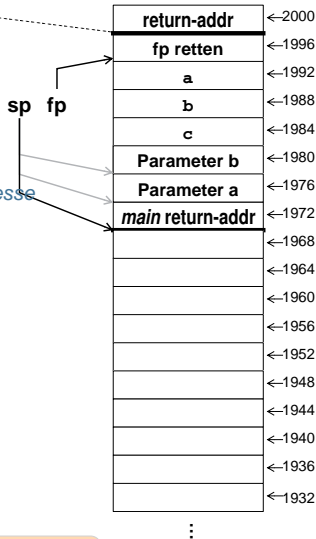 return-addr ←2000
fp retten ←1996
a ←1992
b ←1988
sp fp
c ←1984
Parameter b ←1980
esse
Parameter a ←1976
main return-addr ←1972
←1968
←1964
←1960
←1956
←1952
←1948
←1944
←1940
←1936
←1932
⋮